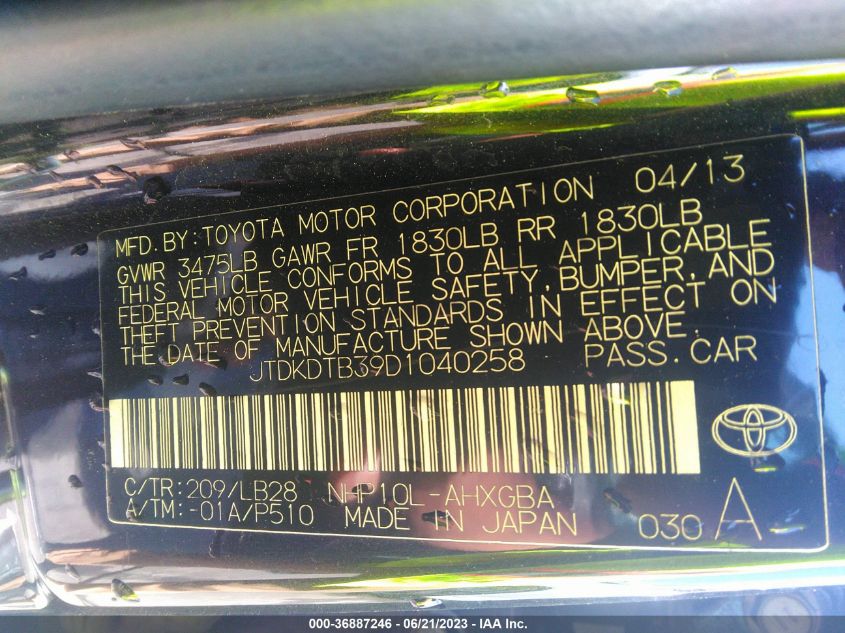 MFD. BY: TOYOTA MOTOR CORPORATION 04/13
GVWR 3475LB GAWR FR 1830LB RR 1830LB
THIS VEHICLE CONFORMS TO ALL APPLICABLE
FEDERAL MOTOR VEHICLE SAFETY, BUMPER, AND
THEFT PREVENTION STANDARDS IN EFFECT ON
THE DATE OF MANUFACTURE SHOWN ABOVE.
JTDKDTB39D1040258 PASS. CAR
C/TR: 209/LB28 NHP10L-AHXGBA
A/TM: -01A/P510 MADE IN JAPAN 030 A
000-36887246 - 06/21/2023 - IAA Inc.